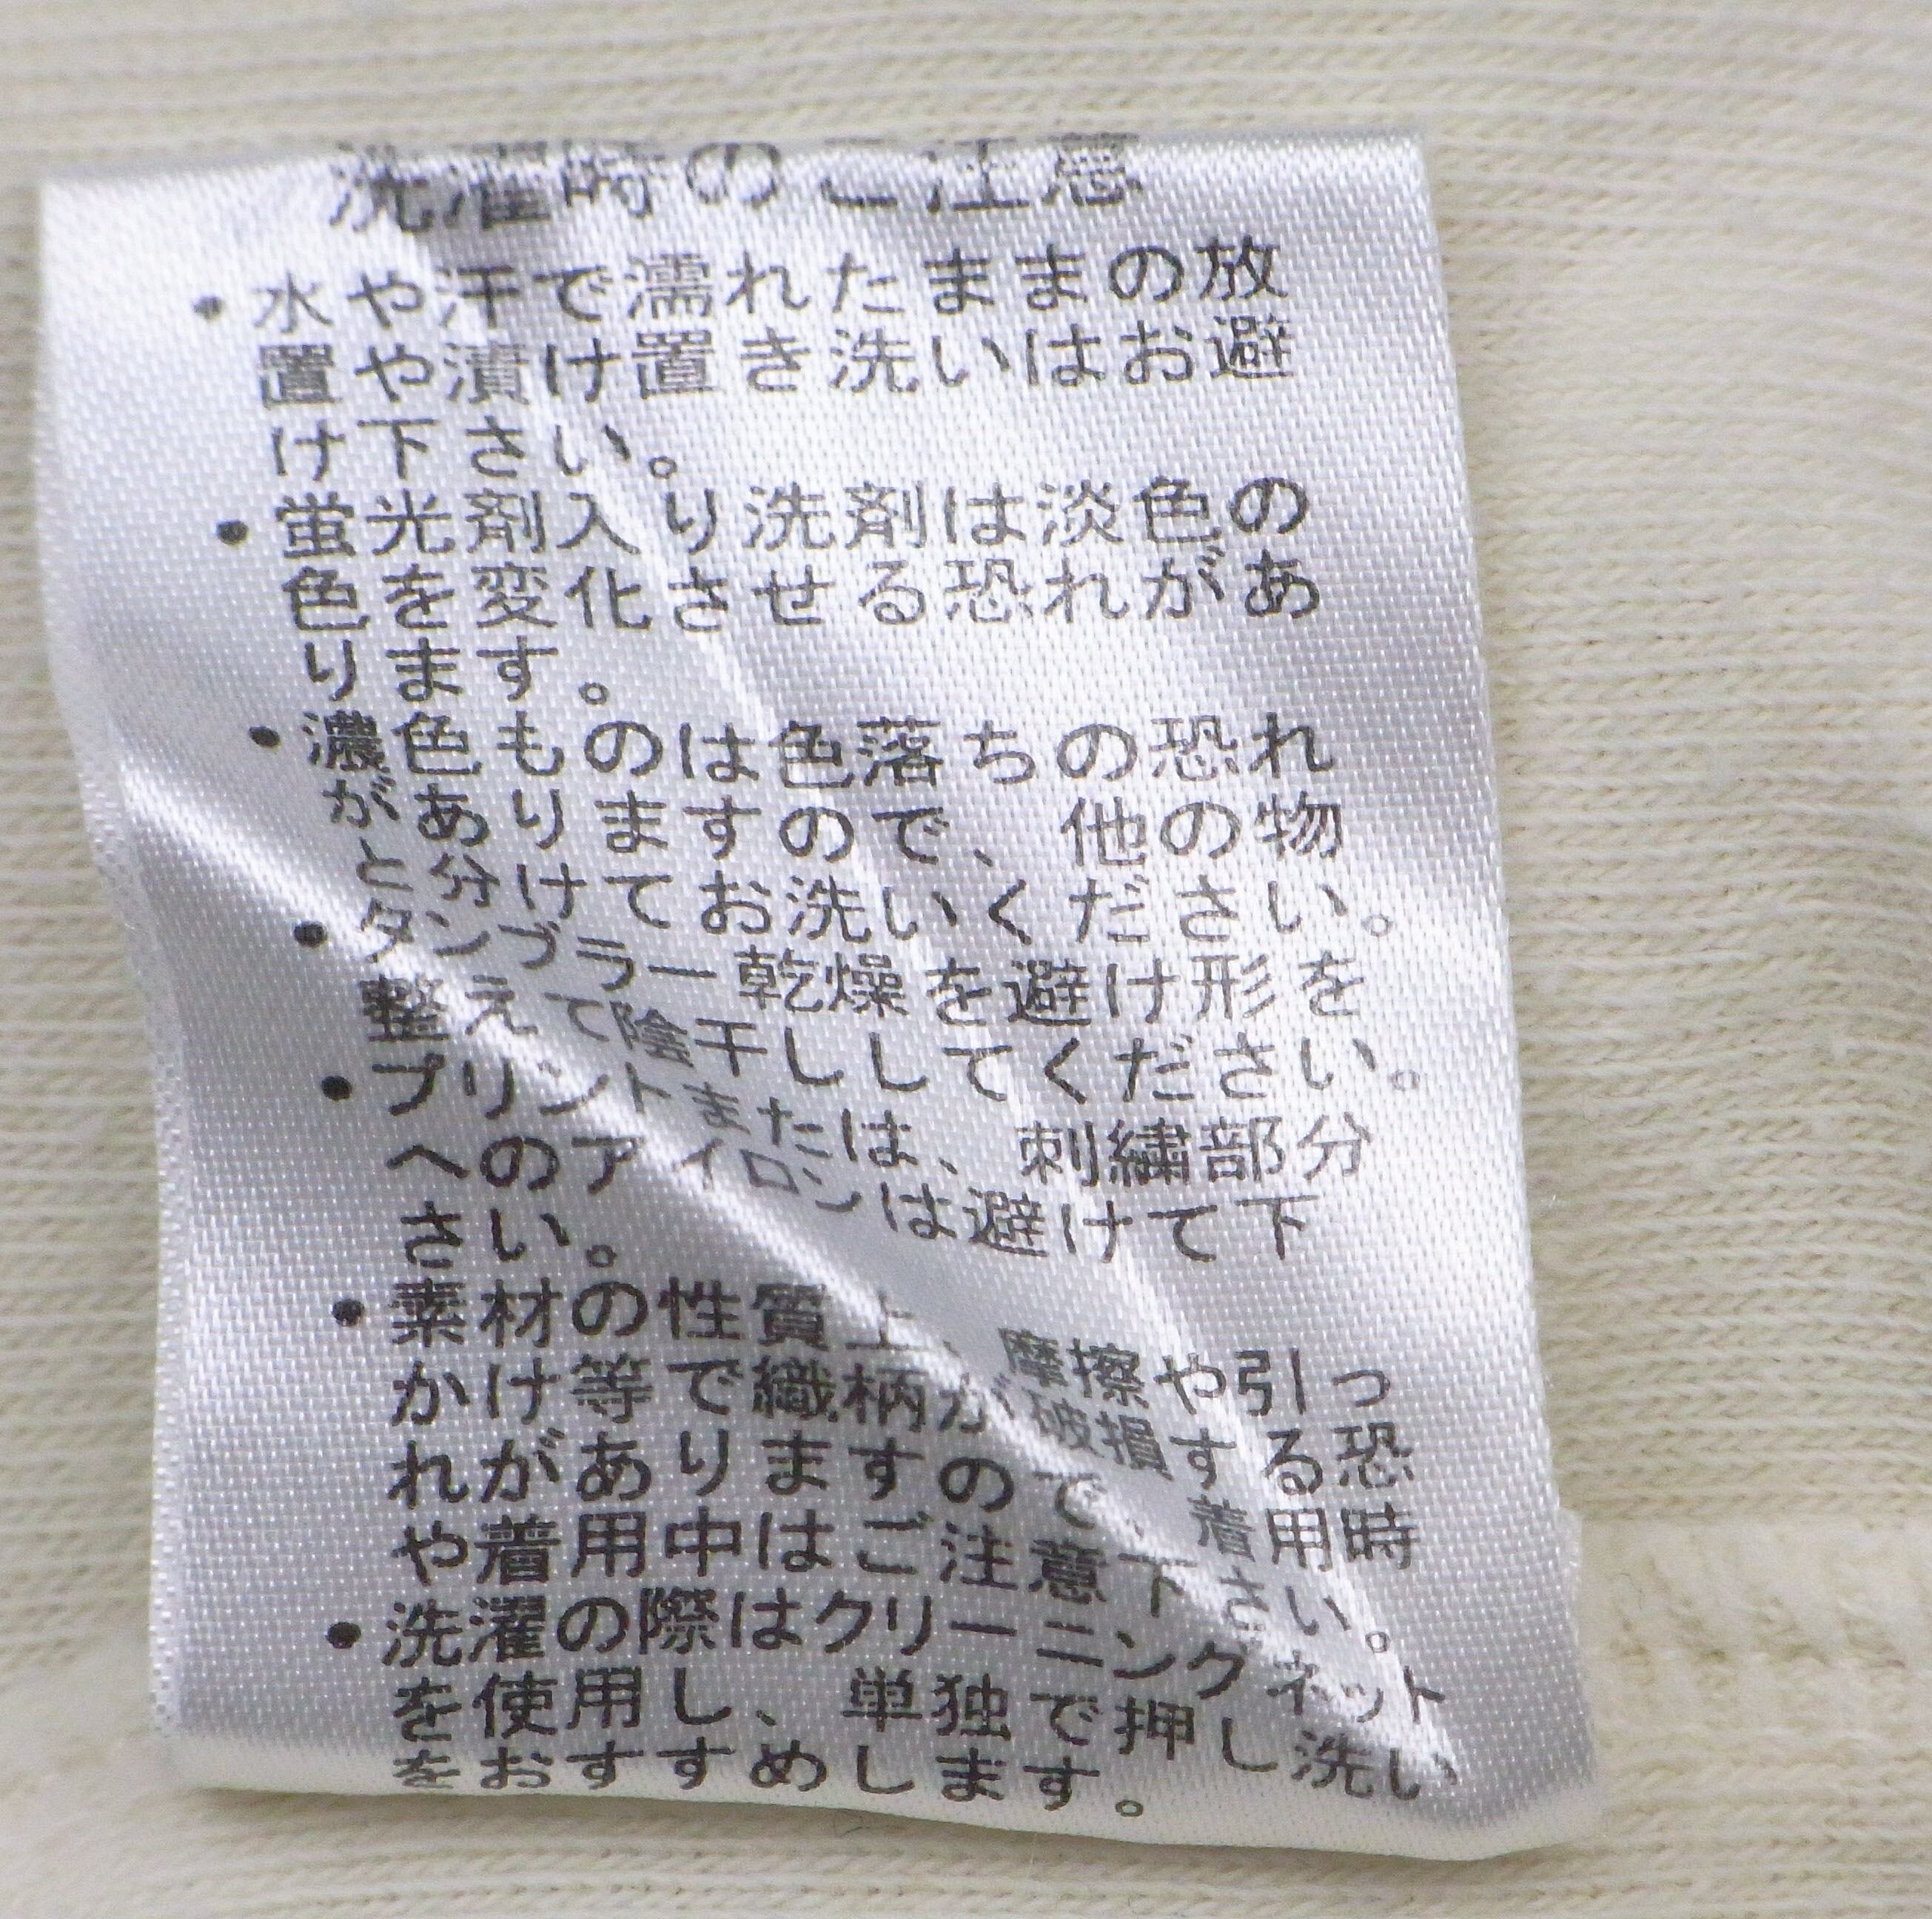 洗濯時のご注意
・水や汗で濡れたままの放
置や漬け置き洗いはお避
け下さい。
・蛍光剤入り洗剤は淡色の
色を変化させる恐れがあ
ります。
・濃色ものは色落ちの恐れ
がありますので、他の物
と分けてお洗いください。
・タンブラー乾燥を避け形を
整えて陰干ししてください。
・プリントまたは、刺繍部分
へのアイロンは避けて下
さい。
・素材の性質上、摩擦や引っ
かけ等で織柄が破損する恐
れがありますので、着用時
や着用中はご注意下さい。
・洗濯の際はクリーニングネット
を使用し、単独で押し洗い
をおすすめします。